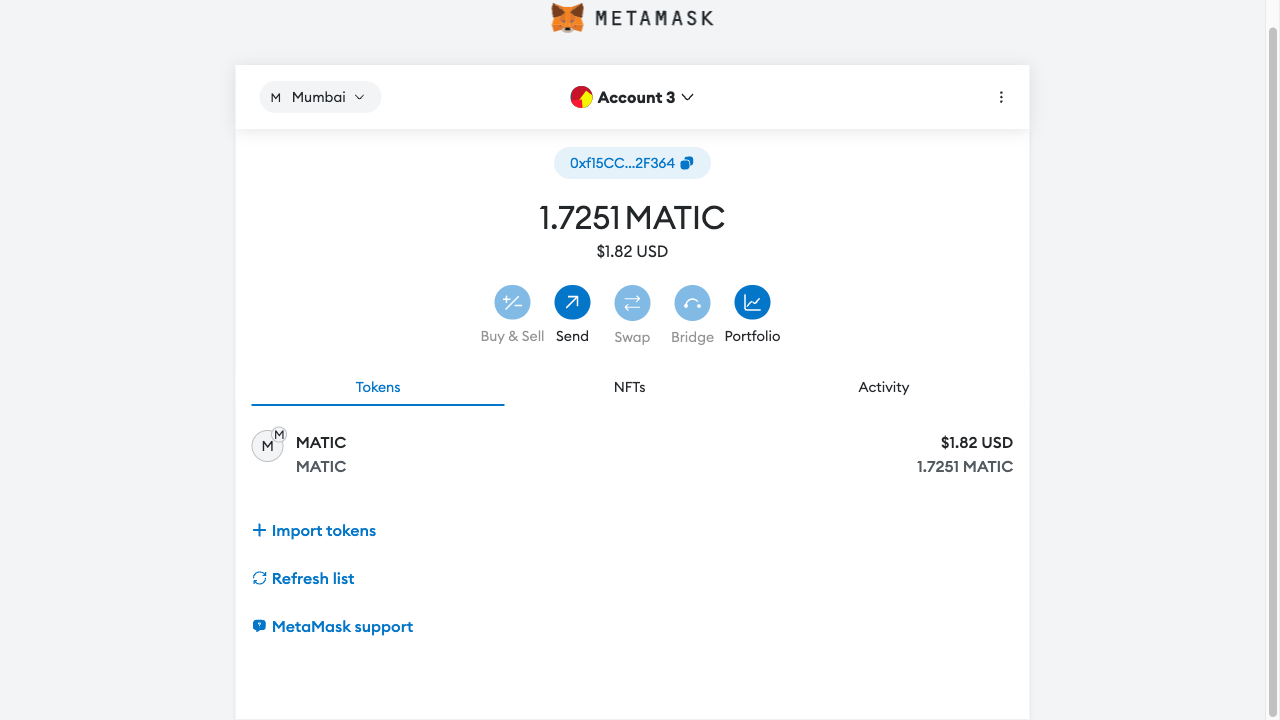 METAMASK
M Mumbai
Account 3
0xf15CC...2F364
1.7251 MATIC
$1.82 USD
Buy & Sell
Send
Swap
Bridge
Portfolio
Tokens
NFTs
Activity
M
M
MATIC
$1.82 USD
MATIC
1.7251 MATIC
Import tokens
Refresh list
MetaMask support